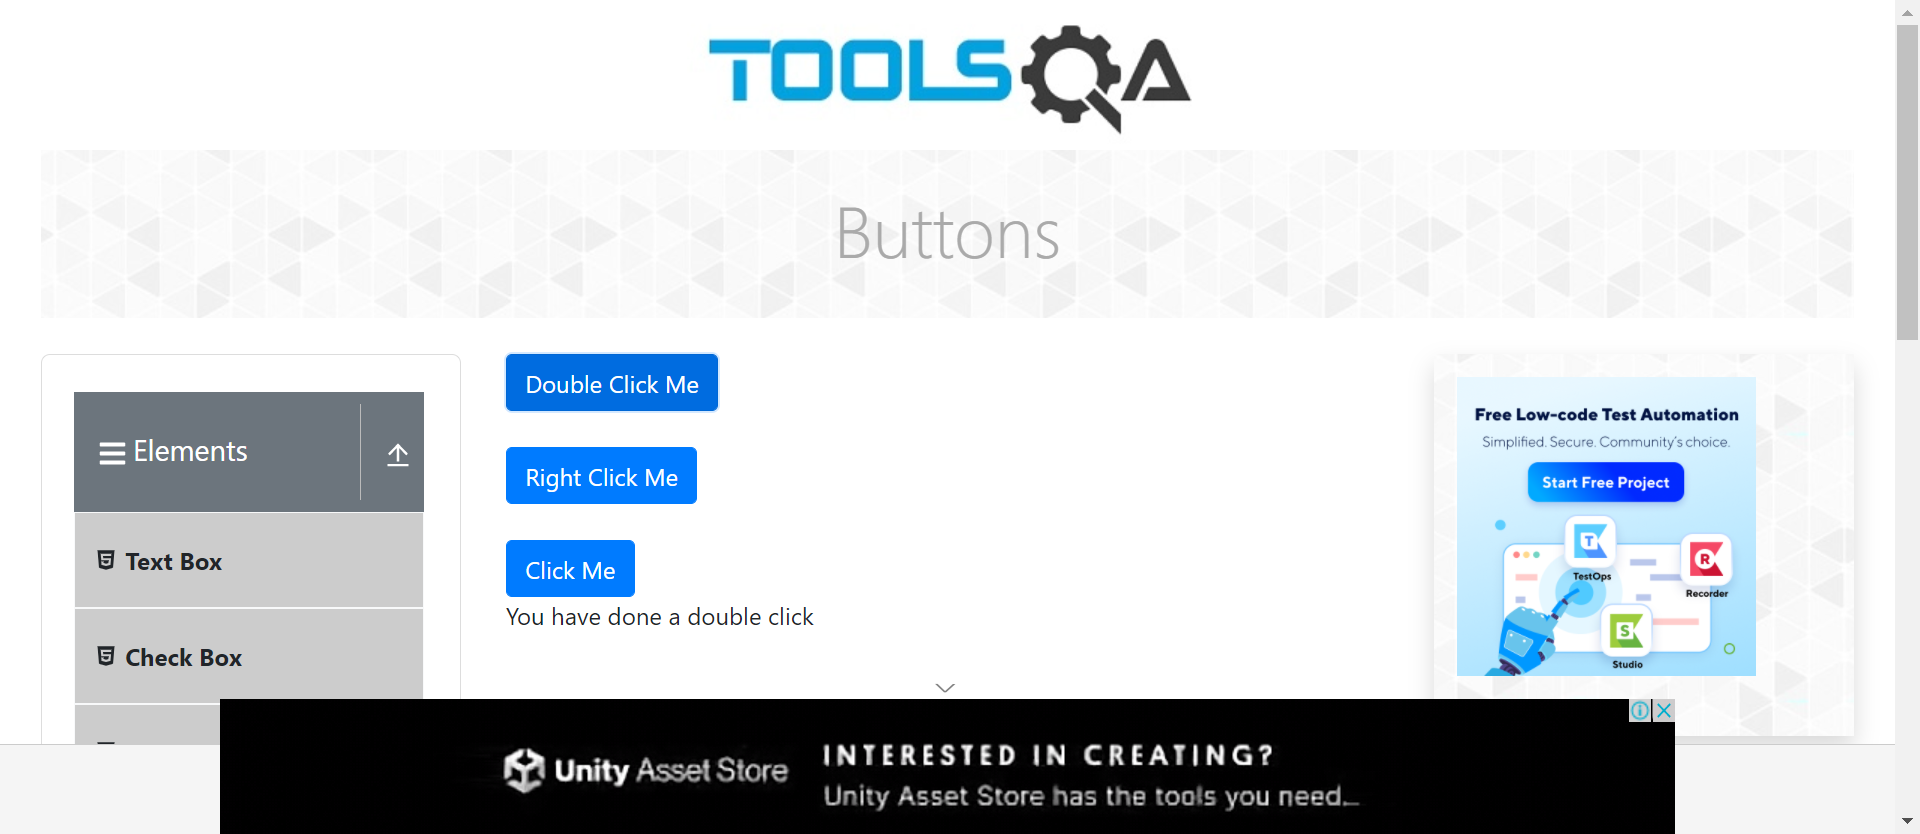 TOOLSQA
Buttons
Elements
Text Box
Check Box
Double Click Me
Right Click Me
Click Me
You have done a double click
Free Low-code Test Automation
Simplified. Secure. Community's choice.
Start Free Project
TestOps
Recorder
Studio
Unity Asset Store
INTERESTED IN CREATING?
Unity Asset Store has the tools you need...